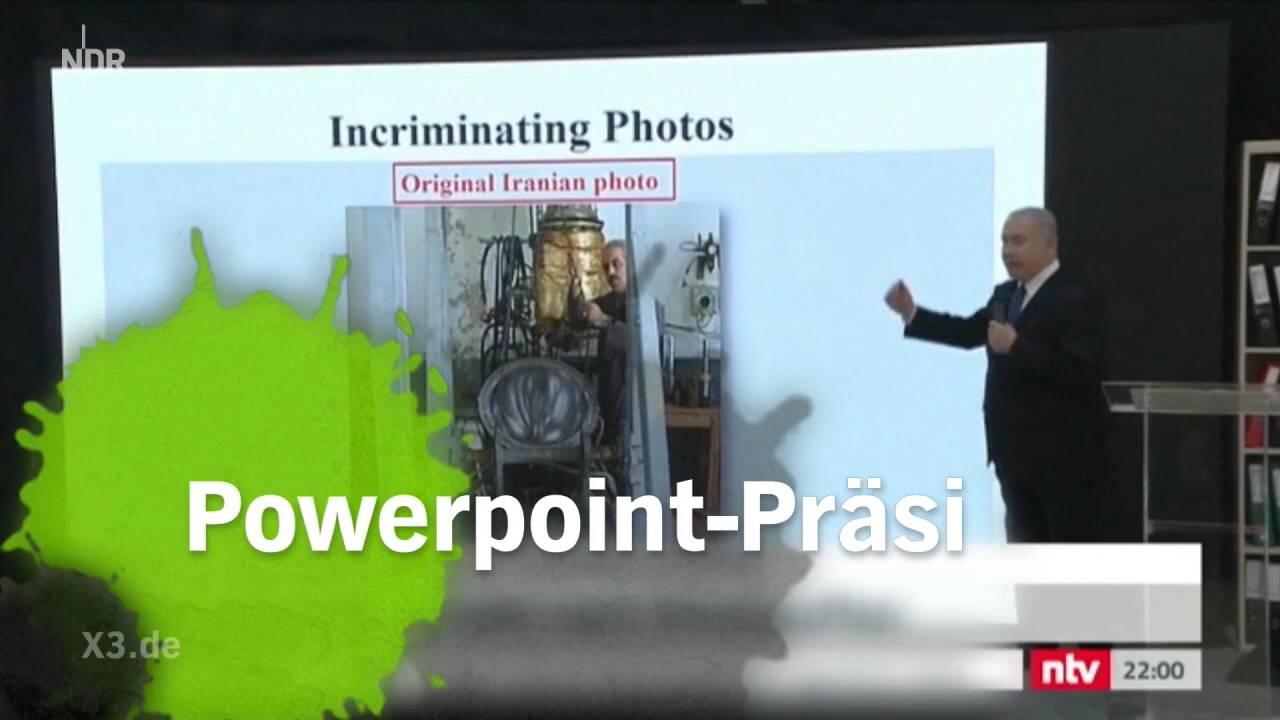 NDR
Incriminating Photos
Original Iranian photo
Powerpoint-Präsi
X3.de
ntv 22:00